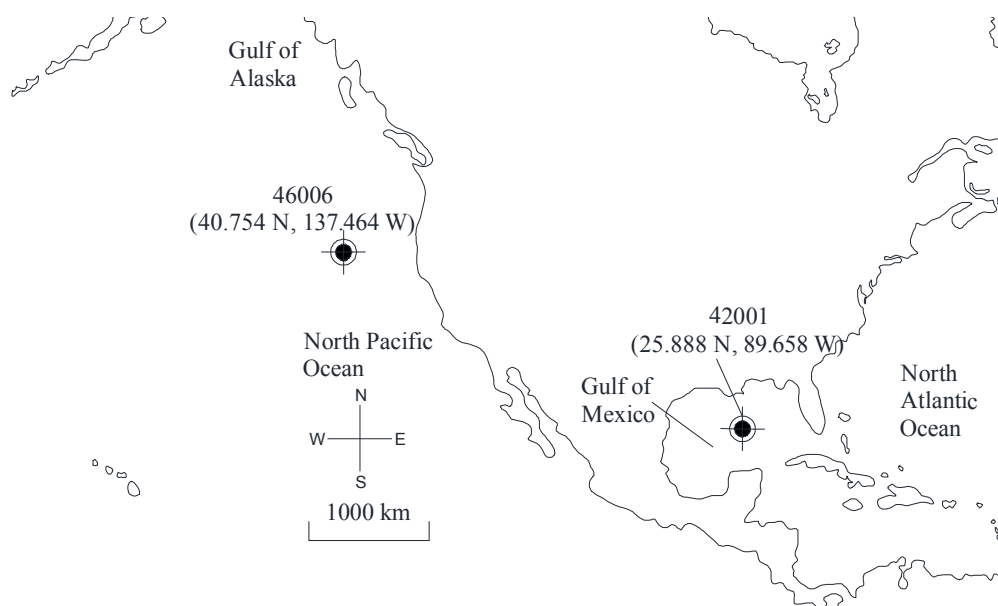 Gulf of
Alaska
46006
(40.754 N, 137.464 W)
42001
(25.888 N, 89.658 W)
North Pacific
Ocean
Gulf of
Mexico
North
Atlantic
Ocean
N
W E
S
1000 km